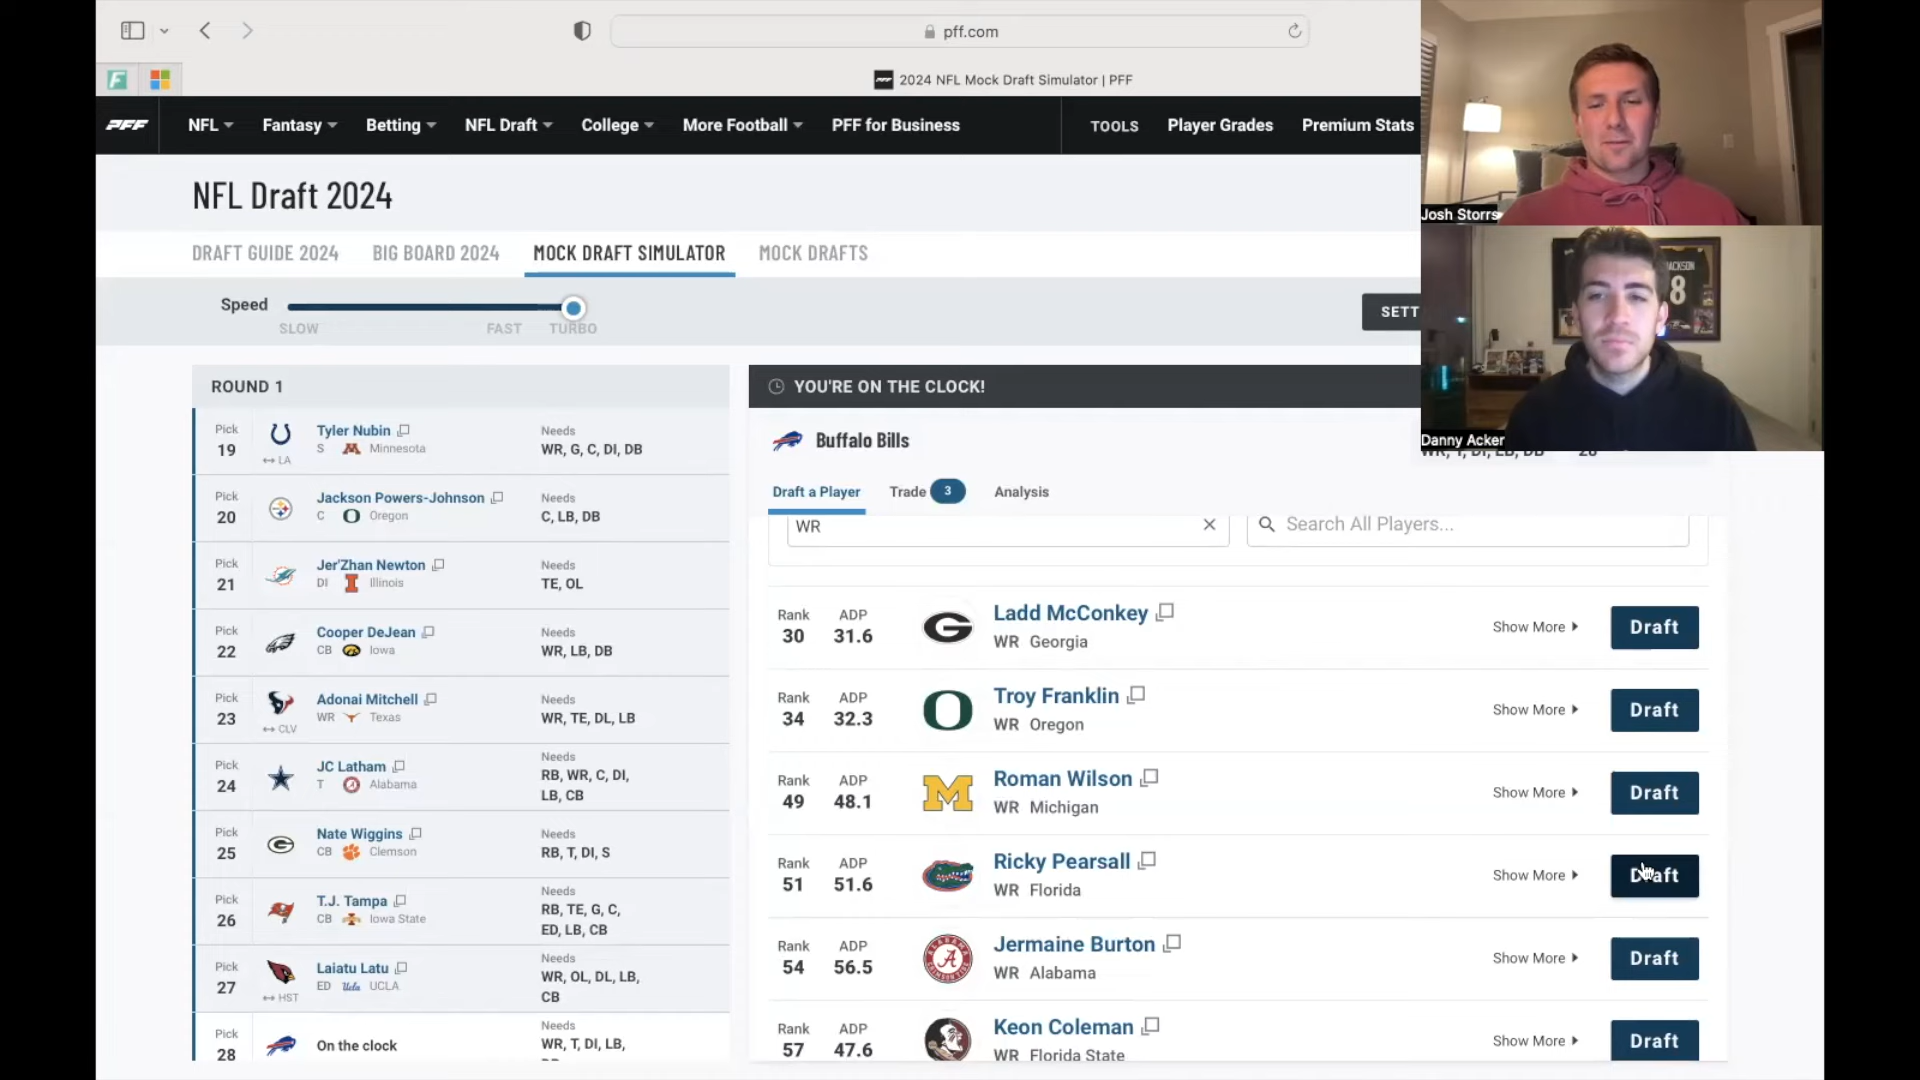 pff.com
2024 NFL Mock Draft Simulator | PFF
PFF
NFL
Fantasy
Betting
NFL Draft
College
More Football
PFF for Business
TOOLS
Player Grades
Premium Stats
NFL Draft 2024
DRAFT GUIDE 2024
BIG BOARD 2024
MOCK DRAFT SIMULATOR
MOCK DRAFTS
Speed
SLOW
FAST
TURBO
SETT
Josh Storrs
JACKSON
8
Danny Acker
ROUND 1
Pick
19
LA
Tyler Nubin
S Minnesota
Needs
WR, G, C, DI, DB
Pick
20
Jackson Powers-Johnson
C Oregon
Needs
C, LB, DB
Pick
21
Jer'Zhan Newton
DI Illinois
Needs
TE, OL
Pick
22
Cooper DeJean
CB Iowa
Needs
WR, LB, DB
Pick
23
CLV
Adonai Mitchell
WR Texas
Needs
WR, TE, DL, LB
Pick
24
JC Latham
T Alabama
Needs
RB, WR, C, DI,
LB, CB
Pick
25
Nate Wiggins
CB Clemson
Needs
RB, T, DI, S
Pick
26
T.J. Tampa
CB Iowa State
Needs
RB, TE, G, C,
ED, LB, CB
Pick
27
HST
Laiatu Latu
ED UCLA
Needs
WR, OL, DL, LB,
CB
Pick
28
On the clock
Needs
WR, T, DI, LB,
YOU'RE ON THE CLOCK!
Buffalo Bills
WR, T, DI, LB, DB
28
Draft a Player
Trade 3
Analysis
WR
Search All Players...
Rank
30
ADP
31.6
Ladd McConkey
WR Georgia
Show More
Draft
Rank
34
ADP
32.3
Troy Franklin
WR Oregon
Show More
Draft
Rank
49
ADP
48.1
Roman Wilson
WR Michigan
Show More
Draft
Rank
51
ADP
51.6
Ricky Pearsall
WR Florida
Show More
Draft
Rank
54
ADP
56.5
Jermaine Burton
WR Alabama
Show More
Draft
Rank
57
ADP
47.6
Keon Coleman
WR Florida State
Show More
Draft